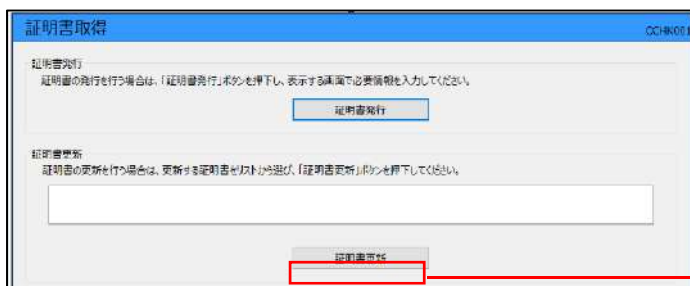 証明書取得
CCHK001
証明書発行
証明書の発行を行う場合は、「証明書発行」ボタンを押下し、表示する画面で必要情報を入力してください。
証明書発行
証明書更新
証明書の更新を行う場合は、更新する証明書をリストから選び、「証明書更新」ボタンを押下してください。
証明書更新